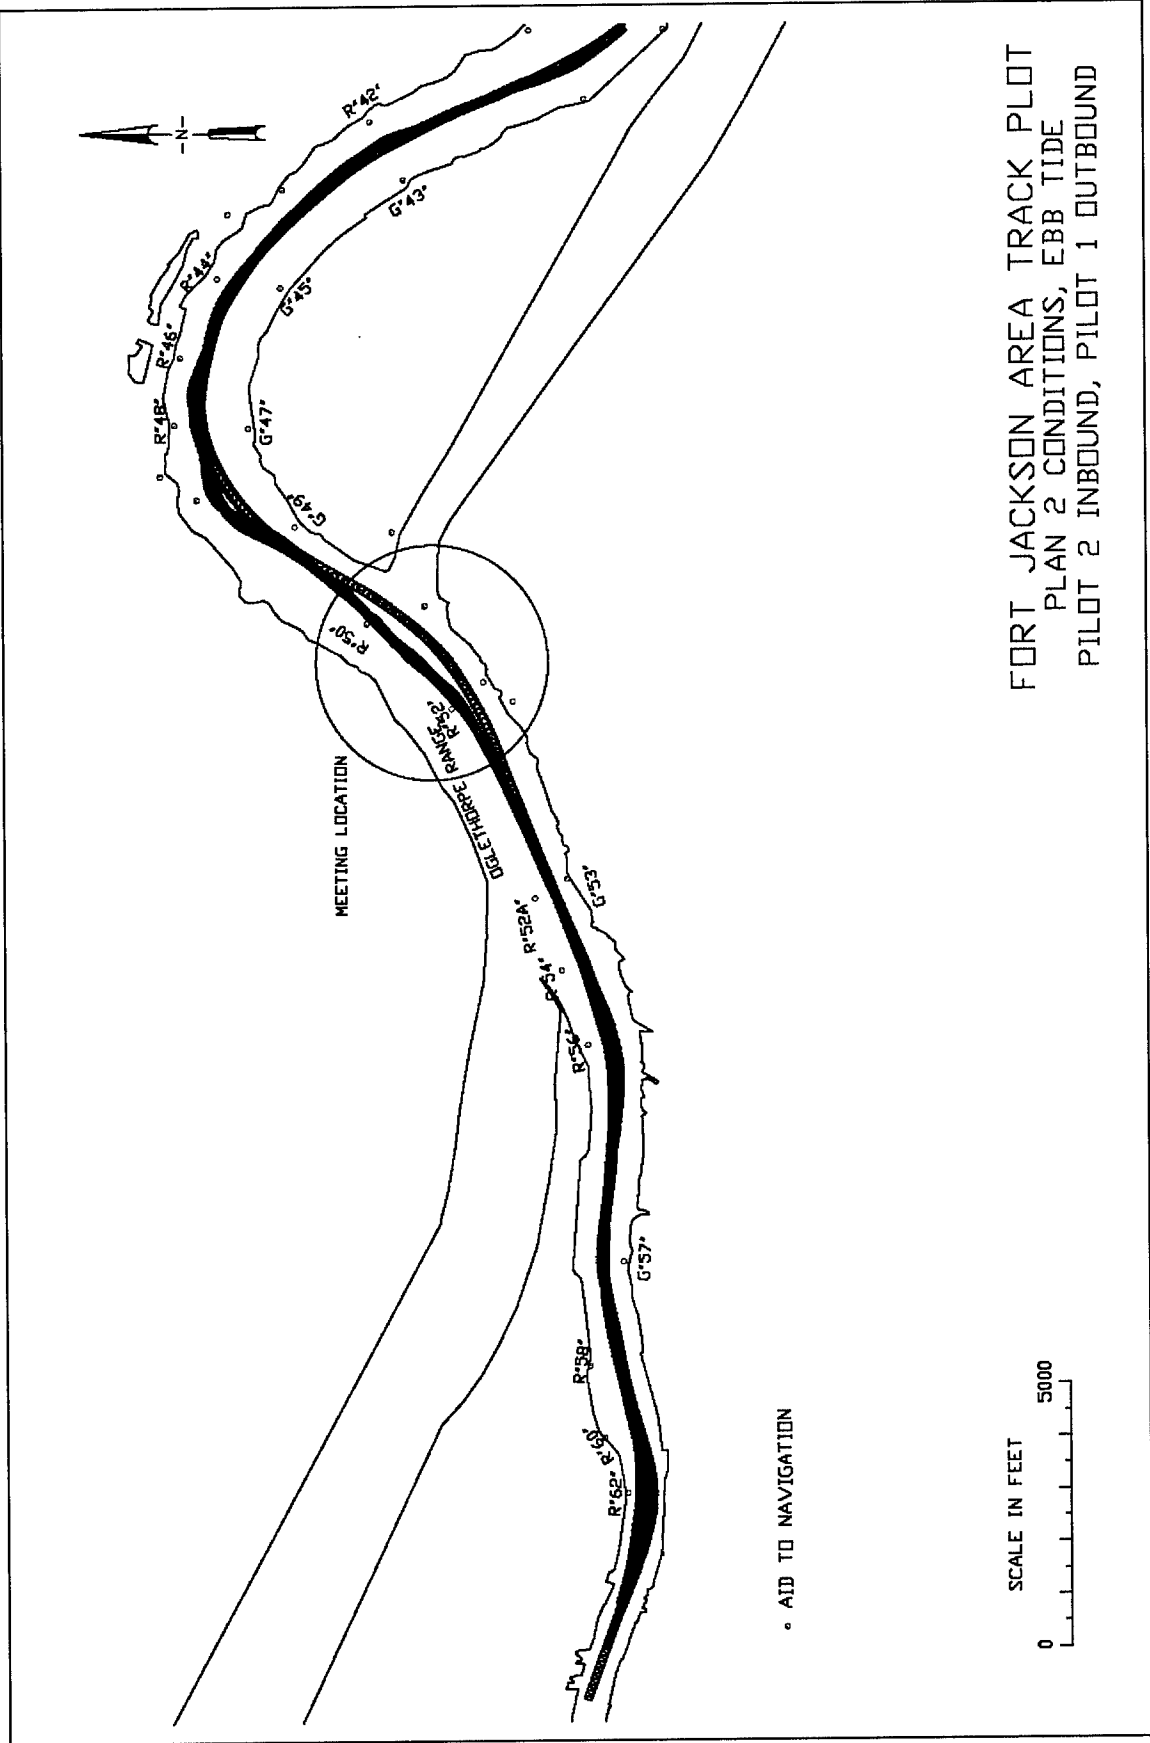 R"42"
G"43"
R"44"
G"45"
R"46"
R"48"
G"47"
G"49"
R"50"
R"52"
OGLETHORPE RANGE
MEETING LOCATION
R"52A"
G"53"
R"54"
R"56"
G"57"
R"58"
R"60"
R"62"
-N-
AID TO NAVIGATION
SCALE IN FEET
0 5000
FORT JACKSON AREA TRACK PLOT
PLAN 2 CONDITIONS, EBB TIDE
PILOT 2 INBOUND, PILOT 1 OUTBOUND